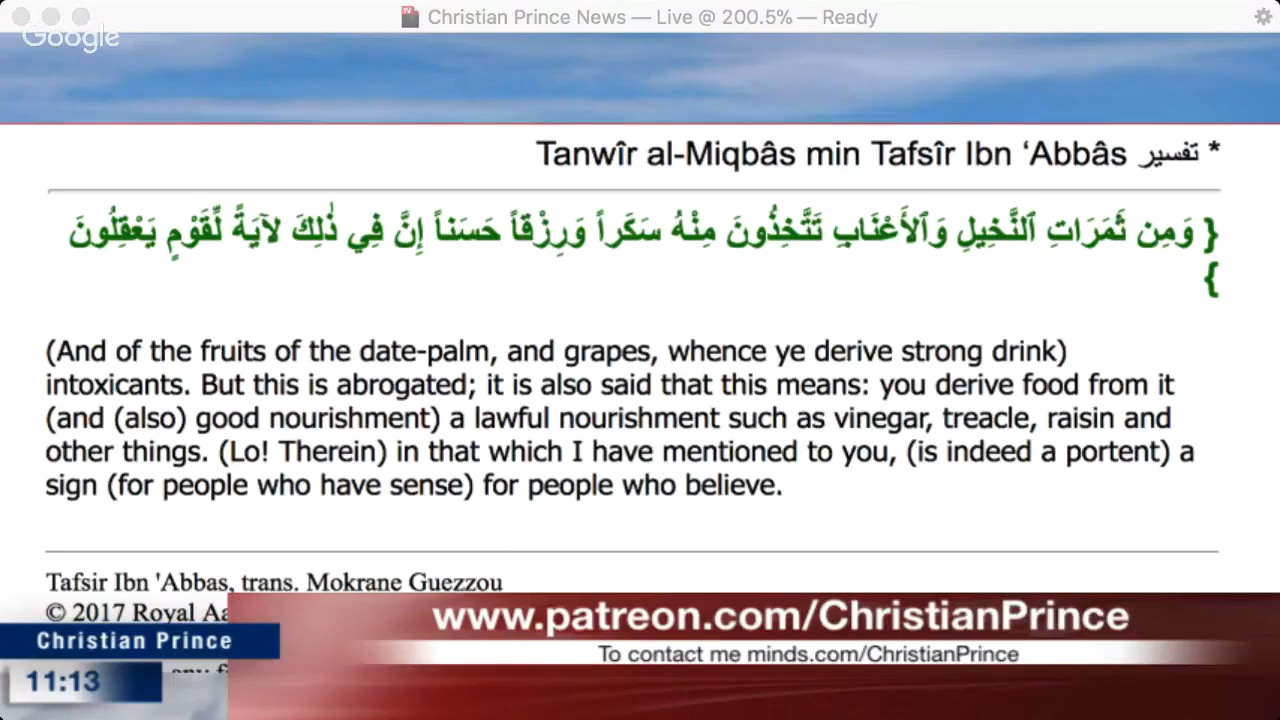 Christian Prince News — Live @ 200.5% — Ready
Google
Tanwîr al-Miqbâs min Tafsîr Ibn ‘Abbâs تفسير *
{ وَمِن ثَمَرَاتِ ٱلنَّخِيلِ وَٱلأَعْنَابِ تَتَّخِذُونَ مِنْهُ سَكَراً وَرِزْقاً حَسَناً إِنَّ فِي ذٰلِكَ لآيَةً لِّقَوْمٍ يَعْقِلُونَ
}
(And of the fruits of the date-palm, and grapes, whence ye derive strong drink)
intoxicants. But this is abrogated; it is also said that this means: you derive food from it
(and (also) good nourishment) a lawful nourishment such as vinegar, treacle, raisin and
other things. (Lo! Therein) in that which I have mentioned to you, (is indeed a portent) a
sign (for people who have sense) for people who believe.
Tafsir Ibn 'Abbas, trans. Mokrane Guezzou
© 2017 Royal
www.patreon.com/ChristianPrince
Christian Prince
To contact me minds.com/ChristianPrince
11:13